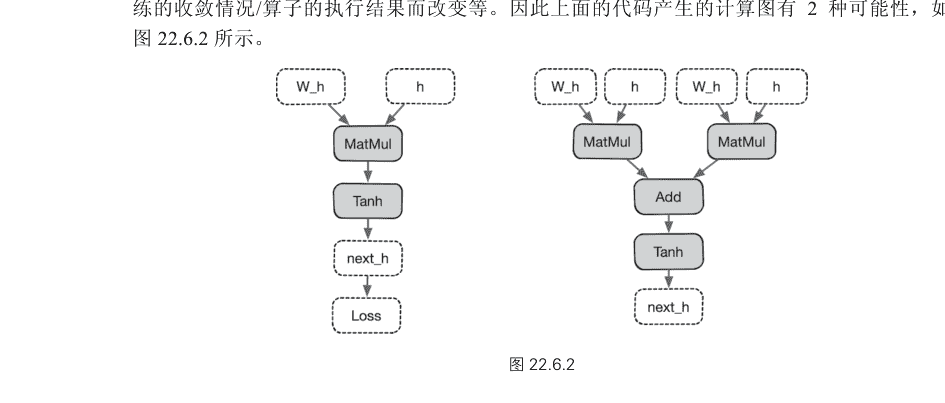 练的收敛情况/算子的执行结果而改变等。因此上面的代码产生的计算图有 2 种可能性，如
图 22.6.2 所示。
W_h
h
MatMul
Tanh
next_h
Loss
W_h
h
W_h
h
MatMul
MatMul
Add
Tanh
next_h
图 22.6.2